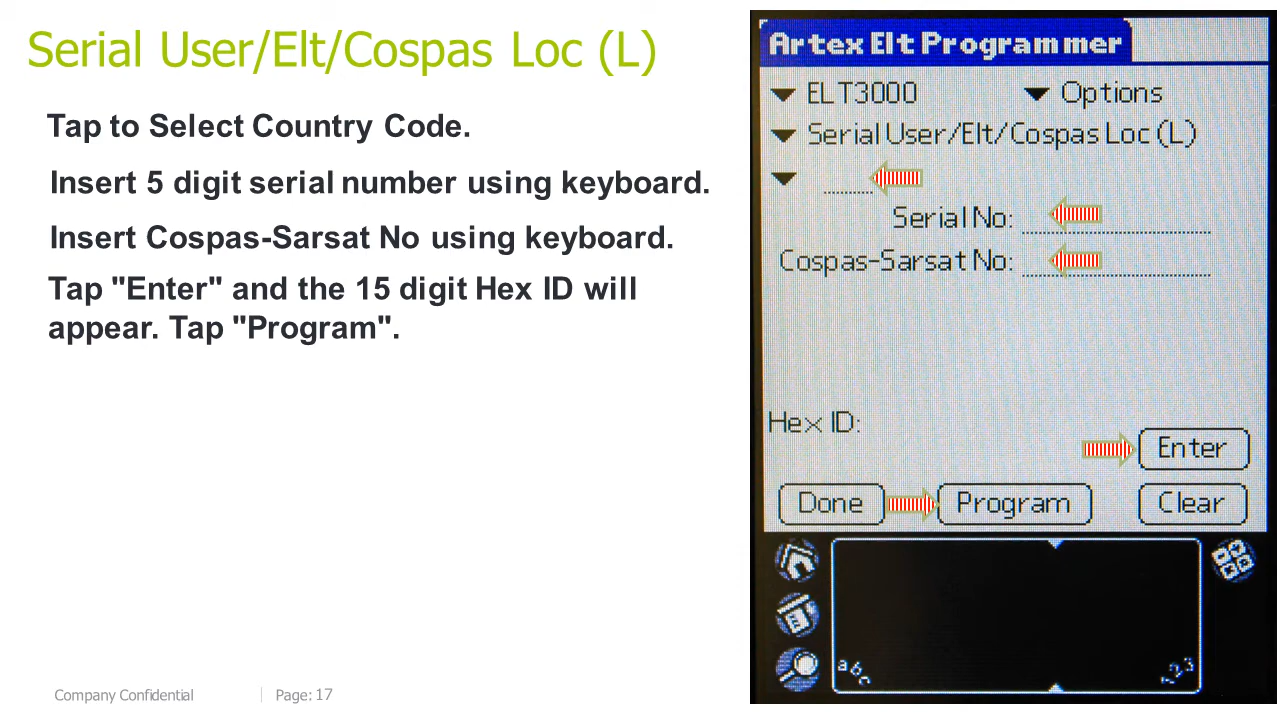 Serial User/Elt/Cospas Loc (L)
Tap to Select Country Code.
Insert 5 digit serial number using keyboard.
Insert Cospas-Sarsat No using keyboard.
Tap "Enter" and the 15 digit Hex ID will
appear. Tap "Program".
Artex Elt Programmer
ELT3000
Options
Serial User/Elt/Cospas Loc (L)
Serial No:
Cospas-Sarsat No:
Hex ID:
Enter
Done
Program
Clear
abc
123
Company Confidential
Page: 17